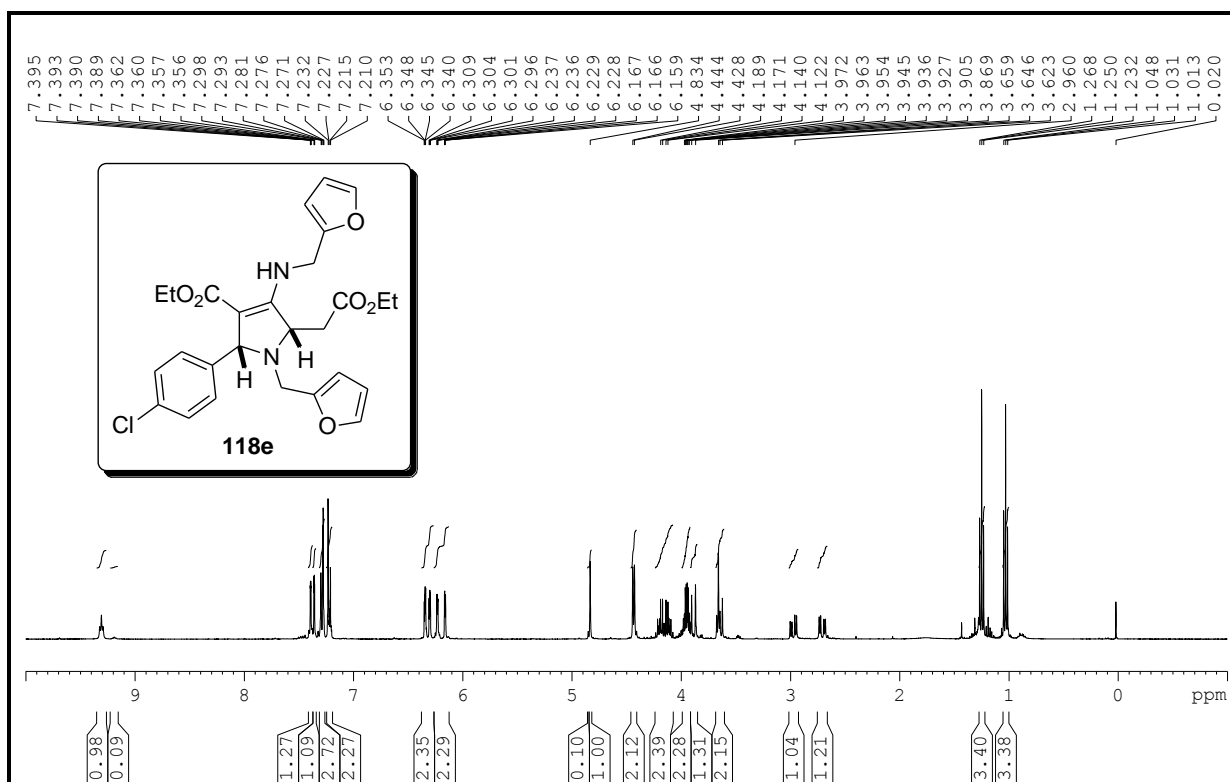 7.395 7.393 7.390 7.389 7.362 7.360 7.357 7.356 7.298 7.293 7.281 7.276 7.271 7.232 7.227 7.215 7.210 6.353 6.348 6.345 6.340 6.309 6.304 6.301 6.296 6.237 6.236 6.229 6.228 6.167 6.166 6.159 4.834 4.444 4.428 4.189 4.171 4.140 4.122 3.972 3.963 3.954 3.945 3.936 3.927 3.905 3.869 3.659 3.646 3.623 2.960 1.268 1.250 1.232 1.048 1.031 1.013 0.020
O
HN
EtO2C
CO2Et
N
H
H
O
Cl
118e
9 8 7 6 5 4 3 2 1 0 ppm
0.98 0.09 1.27 1.09 2.72 2.27 2.35 2.29 0.10 1.00 2.12 2.39 2.28 1.31 2.15 1.04 1.21 3.40 3.38